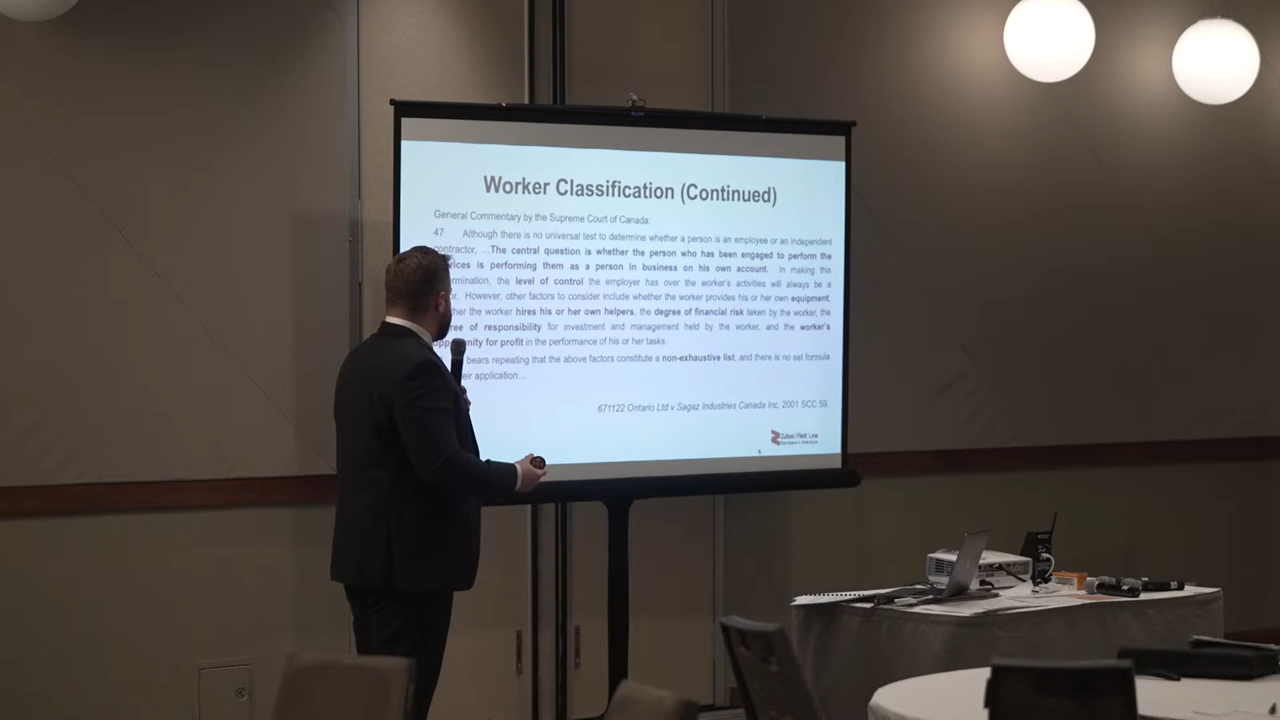 Worker Classification (Continued)
General Commentary by the Supreme Court of Canada:
47 Although there is no universal test to determine whether a person is an employee or an independent
contractor, …The central question is whether the person who has been engaged to perform the
vices is performing them as a person in business on his own account. In making this
rmination, the level of control the employer has over the worker's activities will always be a
or. However, other factors to consider include whether the worker provides his or her own equipment,
her the worker hires his or her own helpers, the degree of financial risk taken by the worker, the
ree of responsibility for investment and management held by the worker, and the worker's
opportunity for profit in the performance of his or her tasks.
bears repeating that the above factors constitute a non-exhaustive list, and there is no set formula
eir application…
671122 Ontario Ltd v Sagaz Industries Canada Inc, 2001 SCC 59.
Law